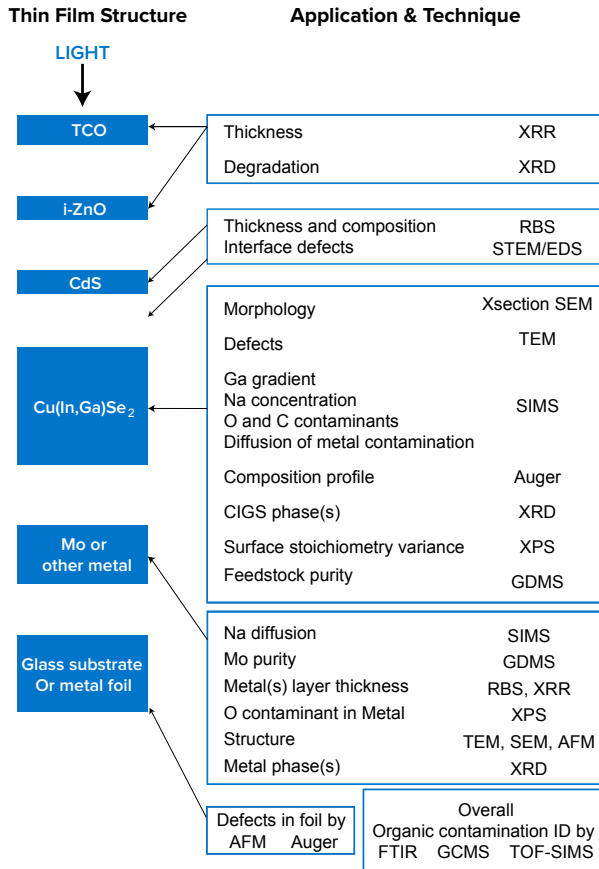 Thin Film Structure
Application & Technique
LIGHT
TCO
i-ZnO
CdS
Cu(In,Ga)Se₂
Mo or
other metal
Glass substrate
Or metal foil
Thickness XRR
Degradation XRD
Thickness and composition RBS
Interface defects STEM/EDS
Morphology Xsection SEM
Defects TEM
Ga gradient
Na concentration
O and C contaminants SIMS
Diffusion of metal contamination
Composition profile Auger
CIGS phase(s) XRD
Surface stoichiometry variance XPS
Feedstock purity GDMS
Na diffusion SIMS
Mo purity GDMS
Metal(s) layer thickness RBS, XRR
O contaminant in Metal XPS
Structure TEM, SEM, AFM
Metal phase(s) XRD
Defects in foil by
AFM Auger
Overall
Organic contamination ID by
FTIR GCMS TOF-SIMS